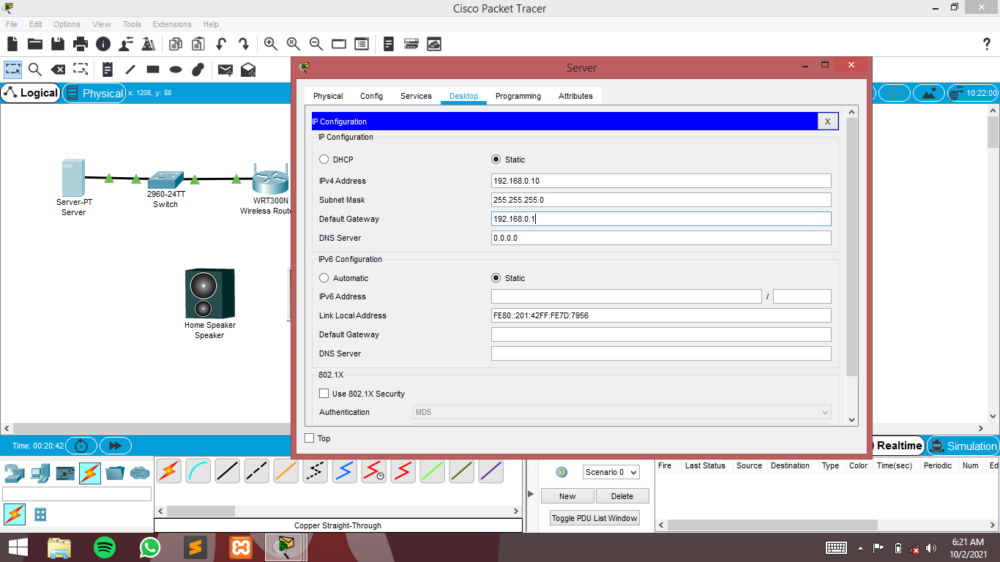 Cisco Packet Tracer
File Edit Options View Tools Extensions Help
?
Server
Logical Physical x: 1208, y: 88
10:22:00
Physical Config Services Desktop Programming Attributes
IP Configuration X
IP Configuration
DHCP Static
IPv4 Address 192.168.0.10
Subnet Mask 255.255.255.0
Default Gateway 192.168.0.1
DNS Server 0.0.0.0
IPv6 Configuration
Automatic Static
IPv6 Address /
Link Local Address FE80::201:42FF:FE7D:7956
Default Gateway
DNS Server
802.1X
Use 802.1X Security
Authentication MD5
Top
Server-PT
Server
2960-24TT
Switch
WRT300N
Wireless Route
Home Speaker
Speaker
Time: 00:20:42
Realtime Simulation
Scenario 0
New Delete
Toggle PDU List Window
Fire Last Status Source Destination Type Color Time(sec) Periodic Num Ed
Copper Straight-Through
6:21 AM
10/2/2021